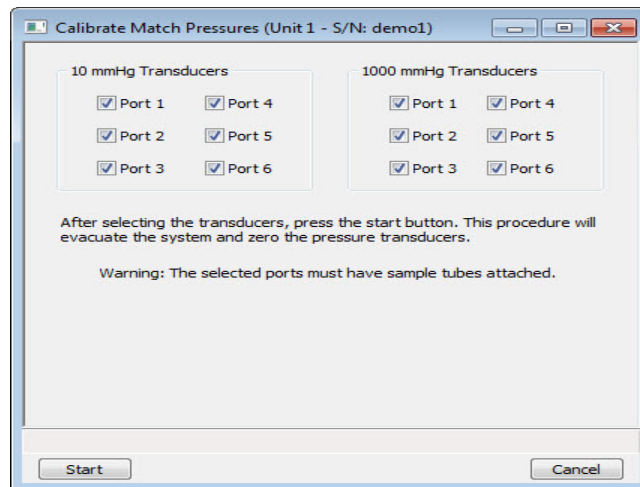 Calibrate Match Pressures (Unit 1 - S/N: demo1)
10 mmHg Transducers
1000 mmHg Transducers
Port 1
Port 4
Port 1
Port 4
Port 2
Port 5
Port 2
Port 5
Port 3
Port 6
Port 3
Port 6
After selecting the transducers, press the start button. This procedure will
evacuate the system and zero the pressure transducers.
Warning: The selected ports must have sample tubes attached.
Start
Cancel